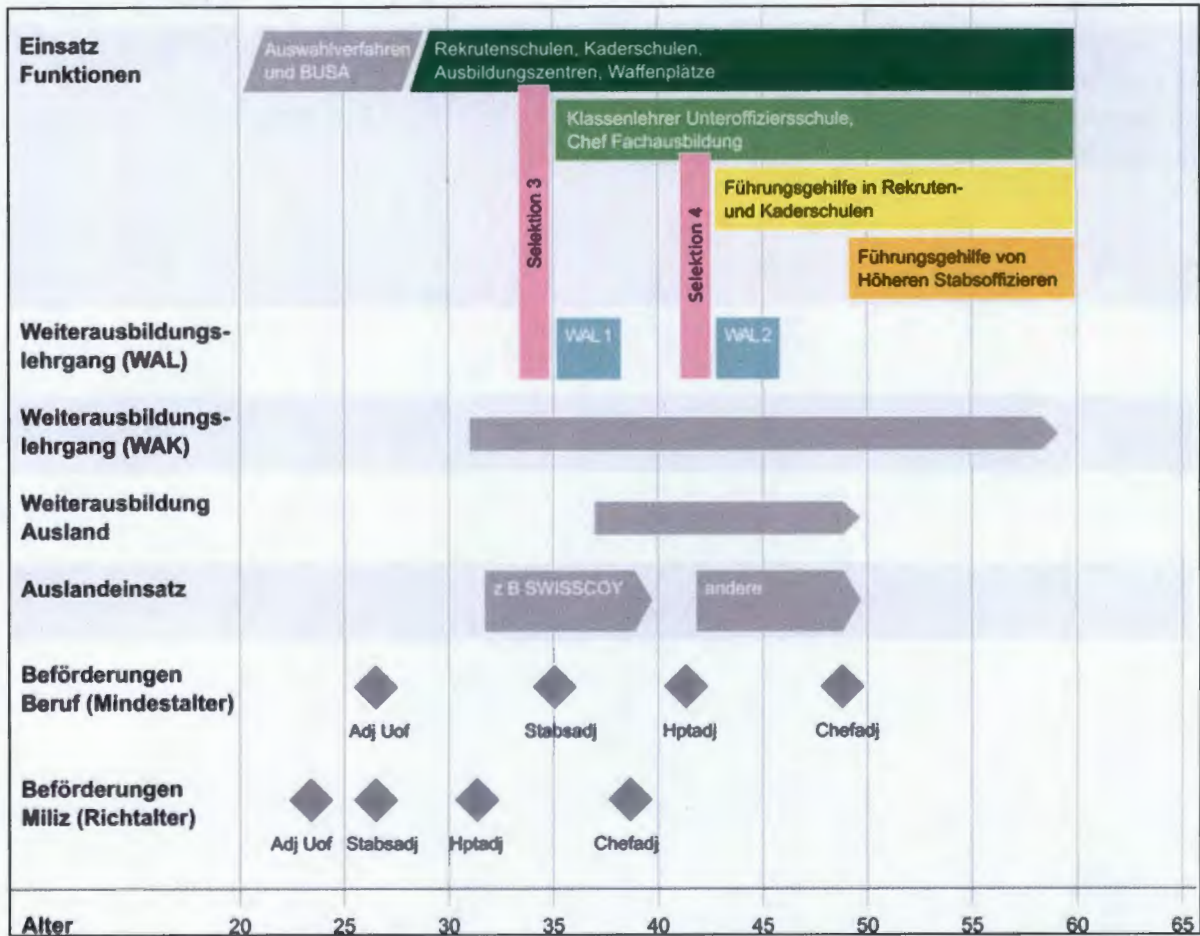 Einsatz
Funktionen
Auswahlverfahren
und BUSA
Rekrutenschulen, Kaderschulen,
Ausbildungszentren, Waffenplätze
Klassenlehrer Unteroffiziersschule,
Chef Fachausbildung
Selektion 3
Selektion 4
Führungsgehilfe in Rekruten-
und Kaderschulen
Führungsgehilfe von
Höheren Stabsoffizieren
Weiterausbildungs-
lehrgang (WAL)
WAL 1
WAL 2
Weiterausbildungs-
lehrgang (WAK)
Weiterausbildung
Ausland
Auslandeinsatz
z B SWISSCOY
andere
Beförderungen
Beruf (Mindestalter)
Adj Uof
Stabsadj
Hptadj
Chefadj
Beförderungen
Miliz (Richtalter)
Adj Uof
Stabsadj
Hptadj
Chefadj
Alter
20 25 30 35 40 45 50 55 60 65